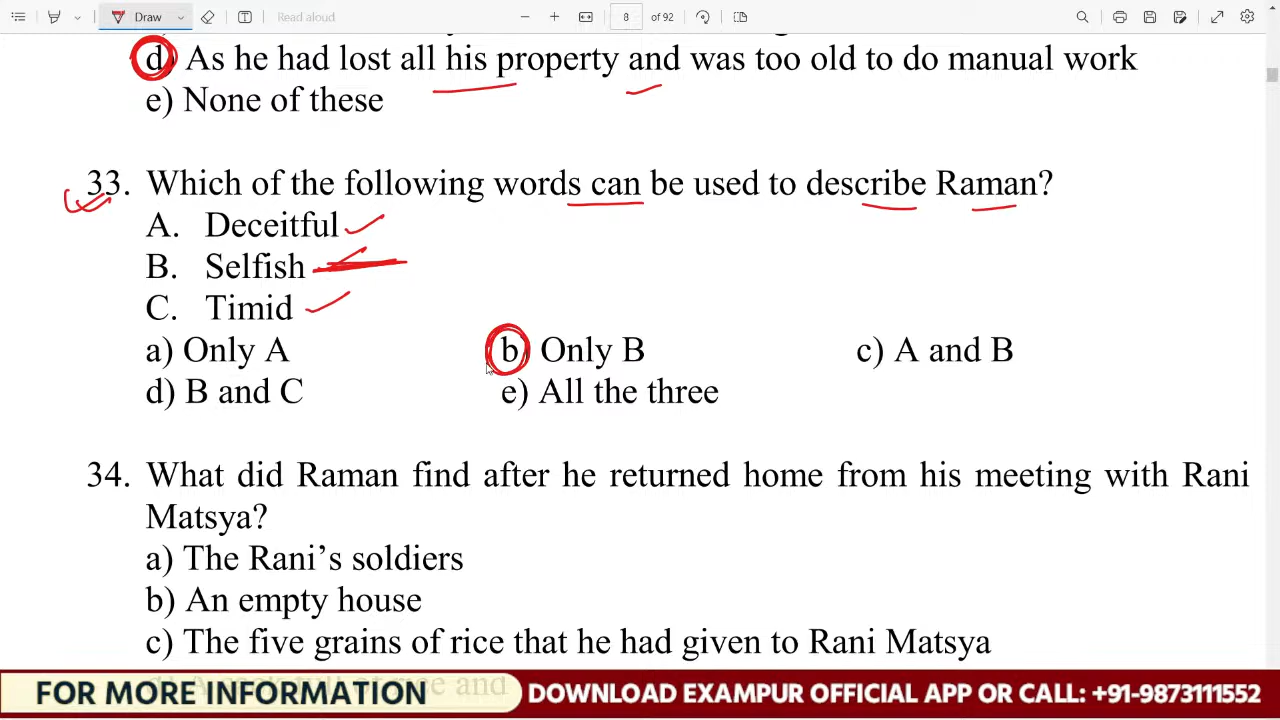 Draw
Read aloud
8 of 92
d) As he had lost all his property and was too old to do manual work
e) None of these
33. Which of the following words can be used to describe Raman?
A. Deceitful
B. Selfish
C. Timid
a) Only A b) Only B c) A and B
d) B and C e) All the three
34. What did Raman find after he returned home from his meeting with Rani
Matsya?
a) The Rani’s soldiers
b) An empty house
c) The five grains of rice that he had given to Rani Matsya
FOR MORE INFORMATION
DOWNLOAD EXAMPUR OFFICIAL APP OR CALL: +91-9873111552